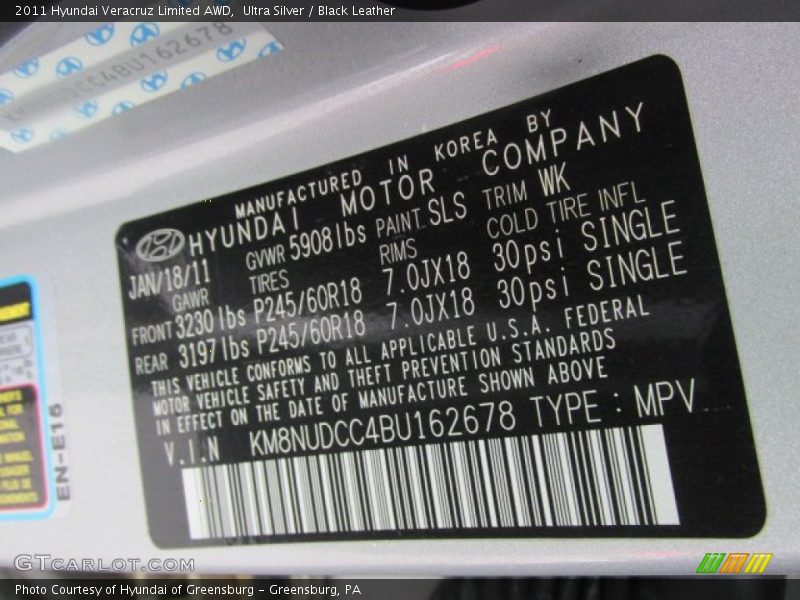 2011 Hyundai Veracruz Limited AWD,  Ultra Silver / Black Leather
CC4BU162678
MANUFACTURED IN KOREA BY
HYUNDAI MOTOR COMPANY
JAN/18/11 GVWR 5908lbs PAINT SLS TRIM WK
GAWR TIRES RIMS COLD TIRE INFL
FRONT 3230 lbs P245/60R18 7.0JX18 30psi SINGLE
REAR 3197 lbs P245/60R18 7.0JX18 30psi SINGLE
THIS VEHICLE CONFORMS TO ALL APPLICABLE U.S.A. FEDERAL
MOTOR VEHICLE SAFETY AND THEFT PREVENTION STANDARDS
IN EFFECT ON THE DATE OF MANUFACTURE SHOWN ABOVE
V.I.N KM8NUDCC4BU162678 TYPE : MPV
EN-E15
GTCARLOT.COM
Photo Courtesy of Hyundai of Greensburg - Greensburg, PA